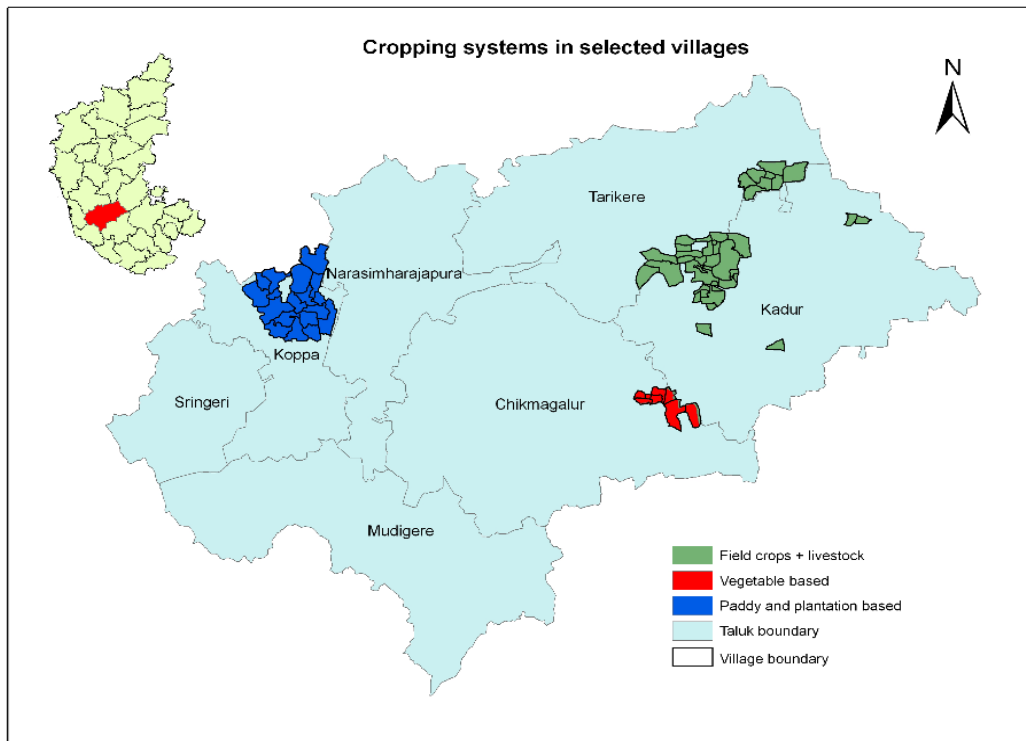 Cropping systems in selected villages
N
Tarikere
Narasimharajapura
Kadur
Koppa
Sringeri
Chikmagalur
Mudigere
Field crops + livestock
Vegetable based
Paddy and plantation based
Taluk boundary
Village boundary